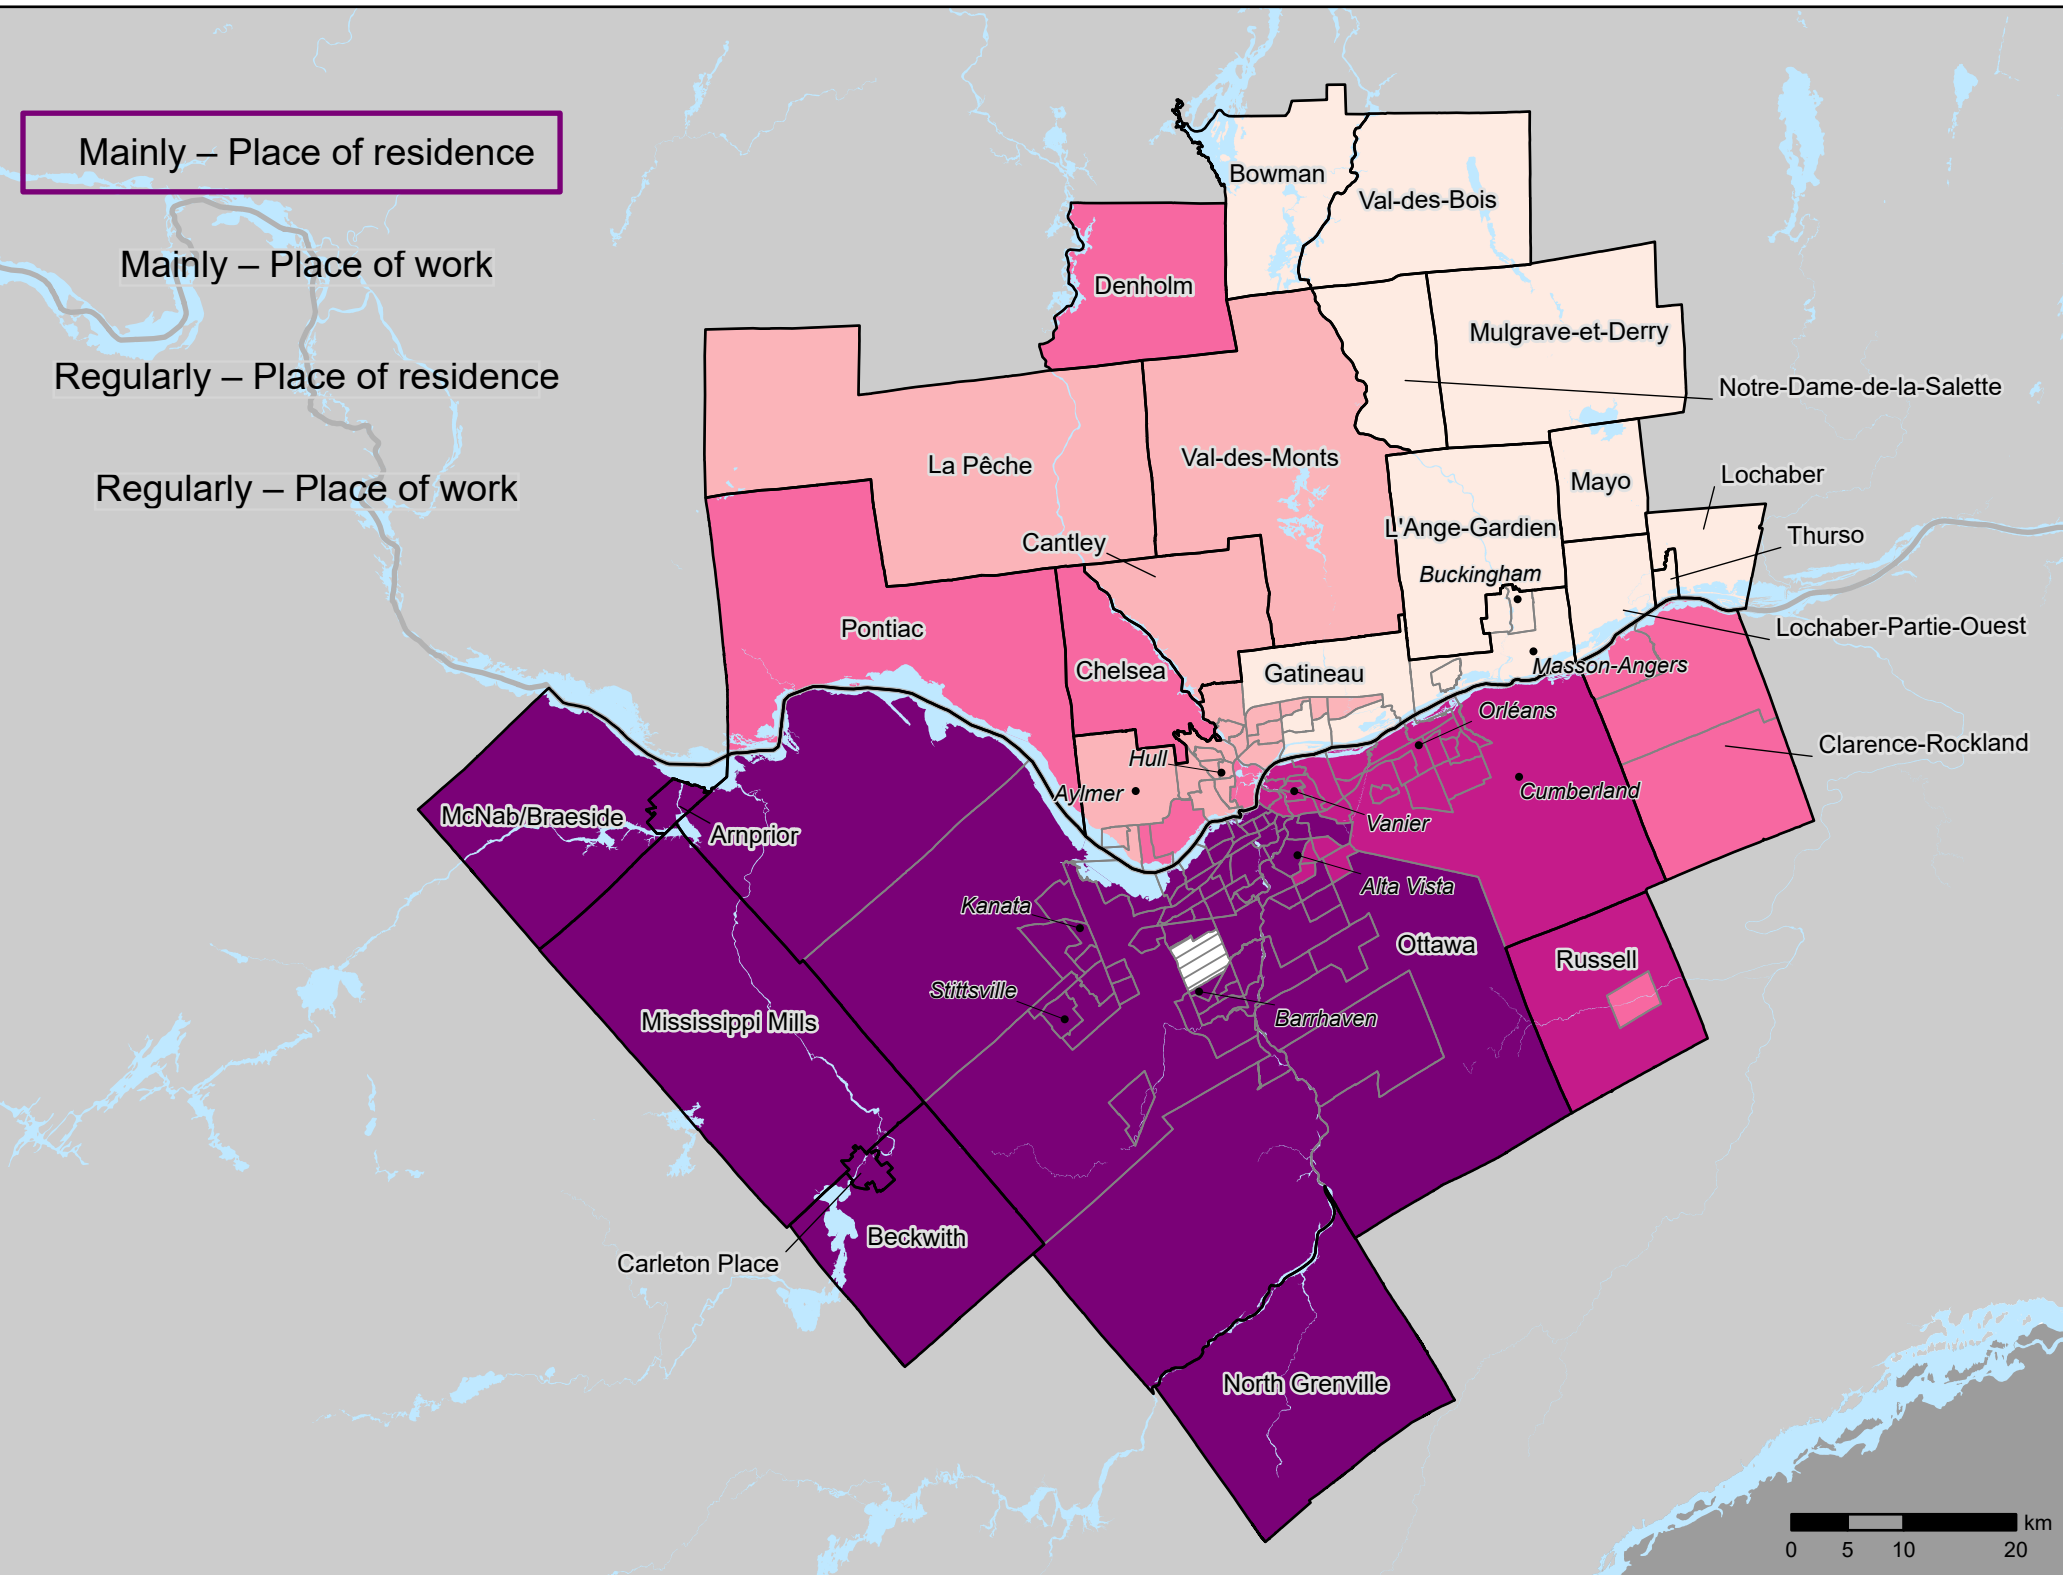 Mainly – Place of residence
Mainly – Place of work
Regularly – Place of residence
Regularly – Place of work
Bowman
Val-des-Bois
Denholm
Mulgrave-et-Derry
Notre-Dame-de-la-Salette
La Pêche
Val-des-Monts
Mayo
Lochaber
L'Ange-Gardien
Thurso
Cantley
Buckingham
Pontiac
Lochaber-Partie-Ouest
Chelsea
Gatineau
Masson-Angers
Orléans
Clarence-Rockland
Hull
Aylmer
Cumberland
McNab/Braeside
Arnprior
Vanier
Alta Vista
Kanata
Ottawa
Russell
Stittsville
Barrhaven
Mississippi Mills
Beckwith
Carleton Place
North Grenville
km
0 5 10 20